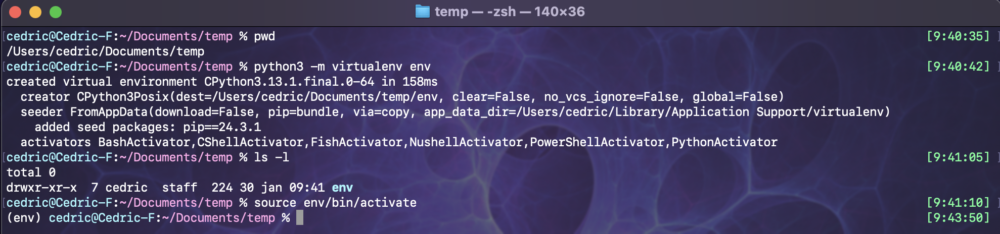 temp — -zsh — 140×36
cedric@Cedric-F:~/Documents/temp % pwd [9:40:35]
/Users/cedric/Documents/temp
cedric@Cedric-F:~/Documents/temp % python3 -m virtualenv env [9:40:42]
created virtual environment CPython3.13.1.final.0-64 in 158ms
  creator CPython3Posix(dest=/Users/cedric/Documents/temp/env, clear=False, no_vcs_ignore=False, global=False)
  seeder FromAppData(download=False, pip=bundle, via=copy, app_data_dir=/Users/cedric/Library/Application Support/virtualenv)
    added seed packages: pip==24.3.1
  activators BashActivator,CShellActivator,FishActivator,NushellActivator,PowerShellActivator,PythonActivator
cedric@Cedric-F:~/Documents/temp % ls -l [9:41:05]
total 0
drwxr-xr-x  7 cedric  staff  224 30 jan 09:41 env
cedric@Cedric-F:~/Documents/temp % source env/bin/activate [9:41:10]
(env) cedric@Cedric-F:~/Documents/temp % [9:43:50]